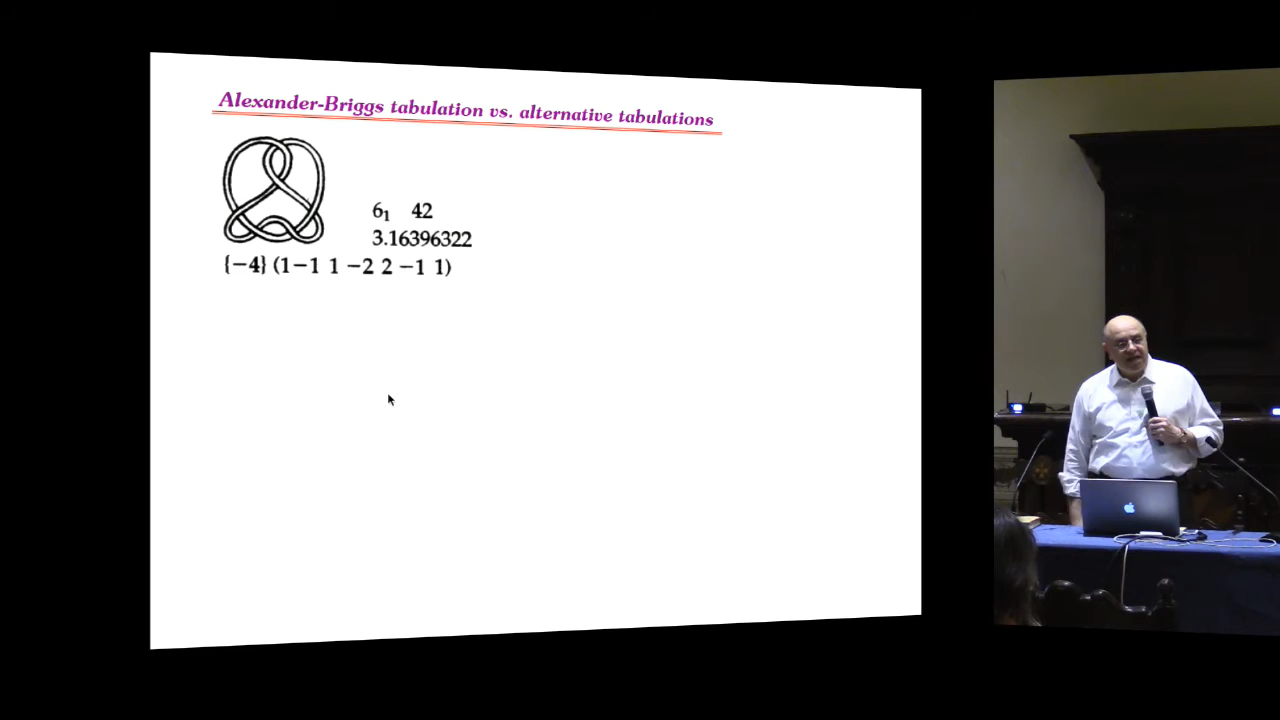 Alexander-Briggs tabulation vs. alternative tabulations
6₁ 42
3.16396322
{−4} (1−1 1 −2 2 −1 1)